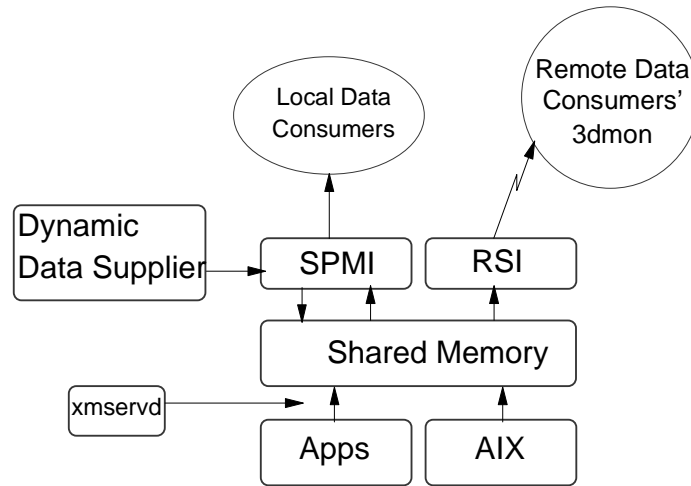 Local Data
Consumers
Remote Data
Consumers’
3dmon
Dynamic
Data Supplier
SPMI
RSI
Shared Memory
xmservd
Apps
AIX